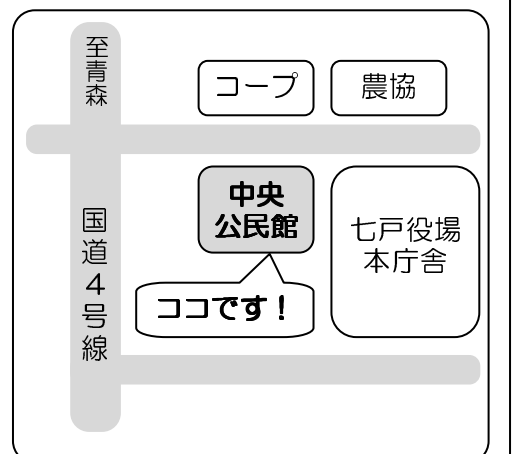 至青森
コープ
農協
国道４号線
中央
公民館
七戸役場
本庁舎
ココです！